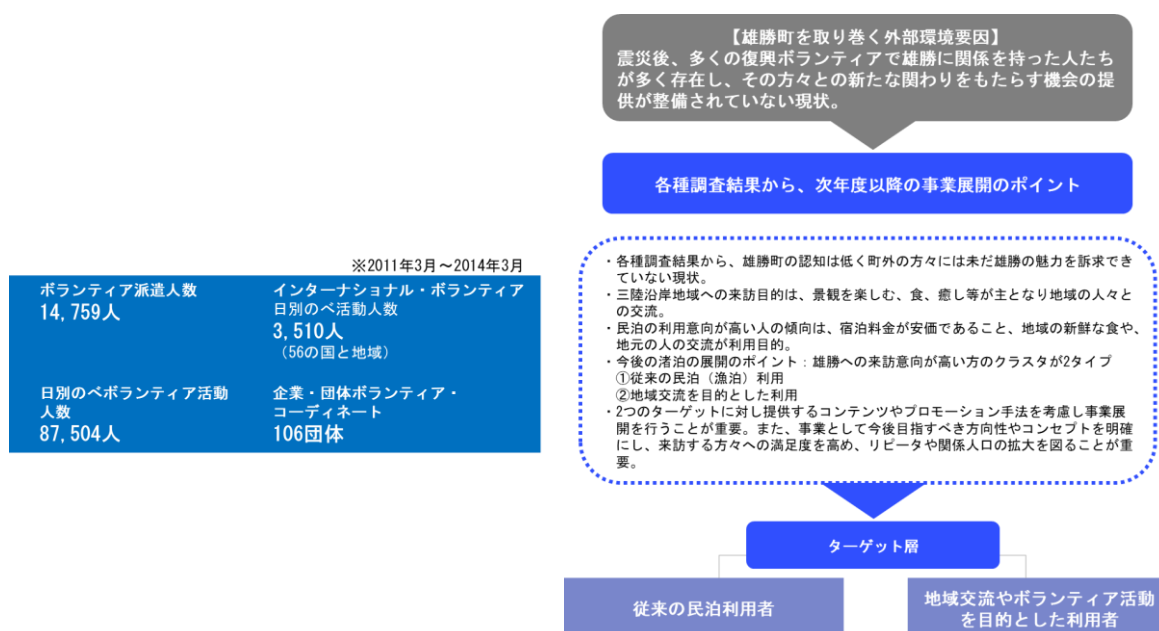 ※2011年3月～2014年3月
ボランティア派遣人数
14,759人
インターナショナル・ボランティア
日別のべ活動人数
3,510人
（56の国と地域）
日別のべボランティア活動
人数
87,504人
企業・団体ボランティア・
コーディネート
106団体
【雄勝町を取り巻く外部環境要因】
震災後、多くの復興ボランティアで雄勝に関係を持った人たち
が多く存在し、その方々との新たな関わりをもたらす機会の提
供が整備されていない現状。
各種調査結果から、次年度以降の事業展開のポイント
・各種調査結果から、雄勝町の認知は低く町外の方々には未だ雄勝の魅力を訴求でき
ていない現状。
・三陸沿岸地域への来訪目的は、景観を楽しむ、食、癒し等が主となり地域の人々と
の交流。
・民泊の利用意向が高い人の傾向は、宿泊料金が安価であること、地域の新鮮な食や、
地元の人の交流が利用目的。
・今後の渚泊の展開のポイント：雄勝への来訪意向が高い方のクラスタが2タイプ
①従来の民泊（漁泊）利用
②地域交流を目的とした利用
・2つのターゲットに対し提供するコンテンツやプロモーション手法を考慮し事業展
開を行うことが重要。また、事業として今後目指すべき方向性やコンセプトを明確
にし、来訪する方々への満足度を高め、リピータや関係人口の拡大を図ることが重
要。
ターゲット層
従来の民泊利用者
地域交流やボランティア活動
を目的とした利用者